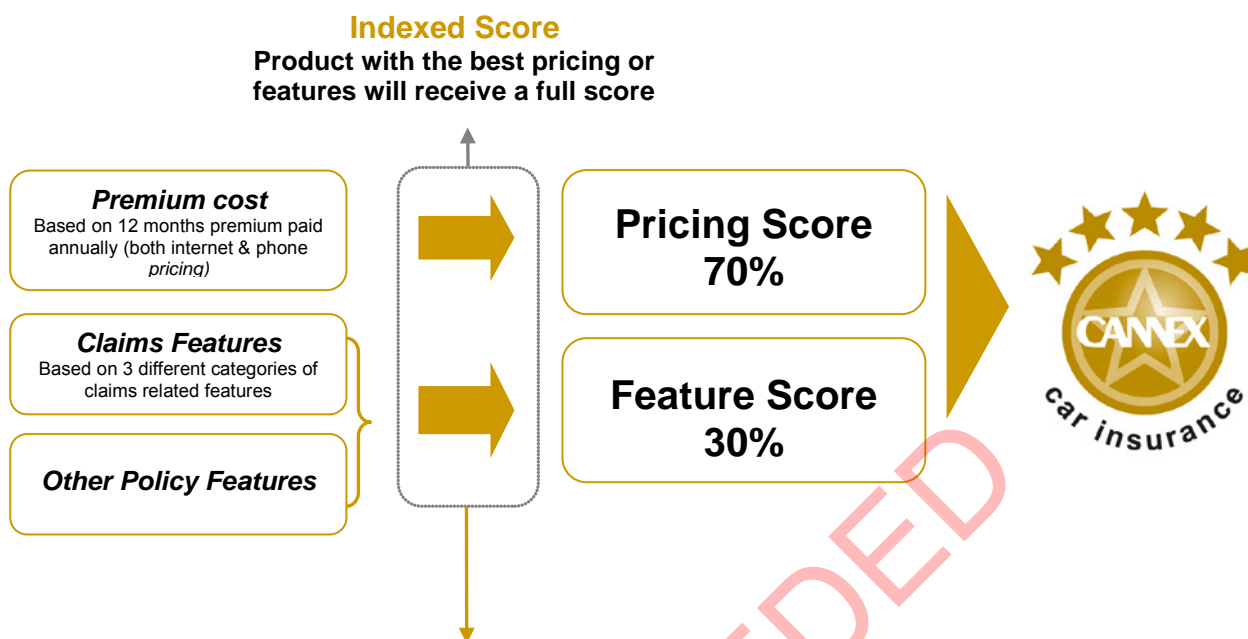 Indexed Score
Product with the best pricing or
features will receive a full score
Premium cost
Based on 12 months premium paid
annually (both internet & phone
pricing)
Claims Features
Based on 3 different categories of
claims related features
Other Policy Features
Pricing Score
70%
Feature Score
30%
CANNEX
car insurance
DED